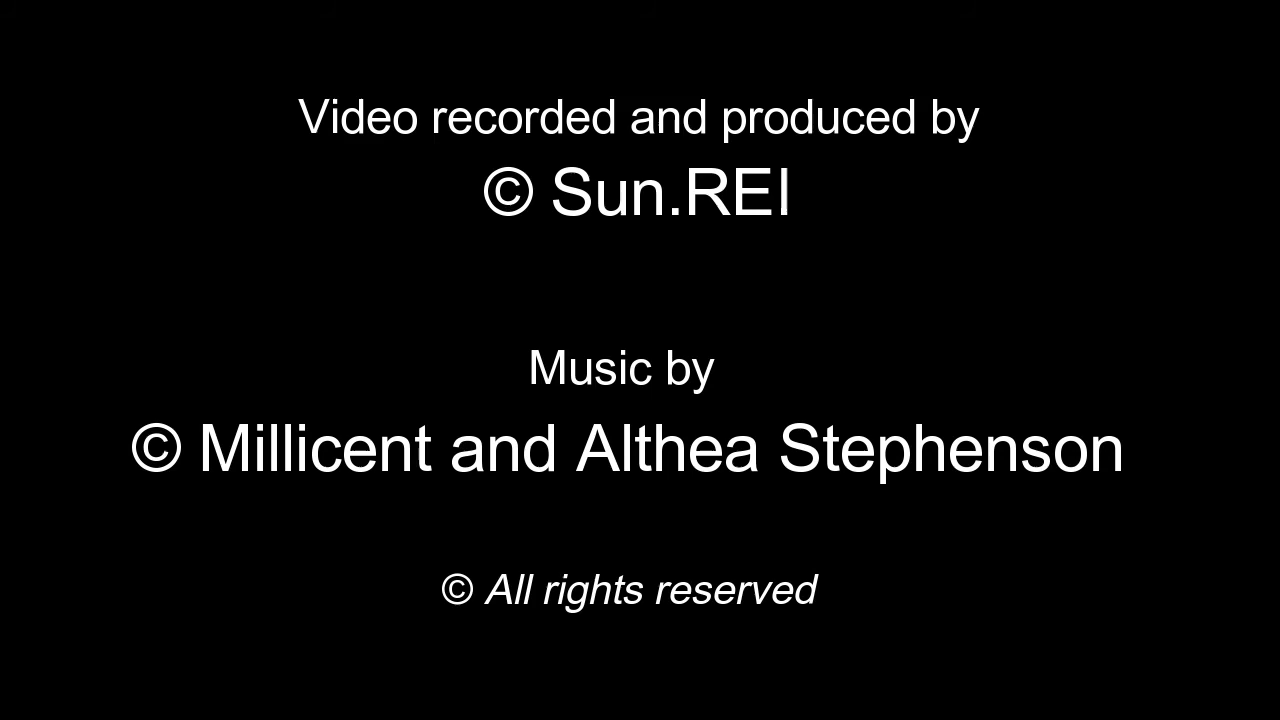 Video recorded and produced by
© Sun.REI
Music by
© Millicent and Althea Stephenson
© All rights reserved